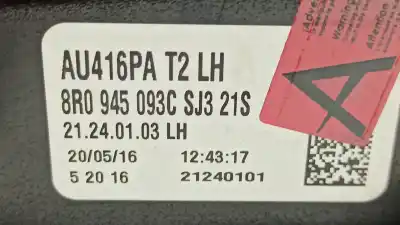 AU416PA T2 LH
8R0 945 093C SJ3 21S
21.24.01.03 LH
20/05/16 12:43:17
5 20 16 21240101
Warning
A